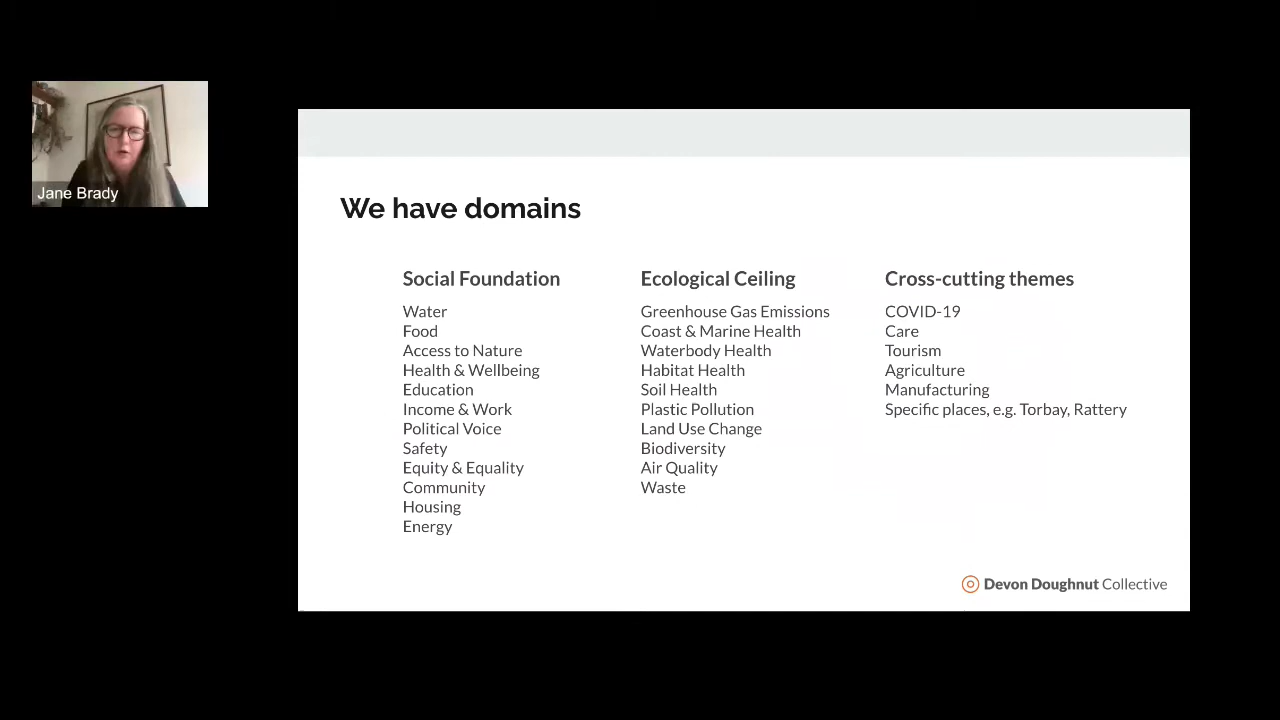 Jane Brady
We have domains
Social Foundation
Water
Food
Access to Nature
Health & Wellbeing
Education
Income & Work
Political Voice
Safety
Equity & Equality
Community
Housing
Energy
Ecological Ceiling
Greenhouse Gas Emissions
Coast & Marine Health
Waterbody Health
Habitat Health
Soil Health
Plastic Pollution
Land Use Change
Biodiversity
Air Quality
Waste
Cross-cutting themes
COVID-19
Care
Tourism
Agriculture
Manufacturing
Specific places, e.g. Torbay, Rattery
Devon Doughnut Collective